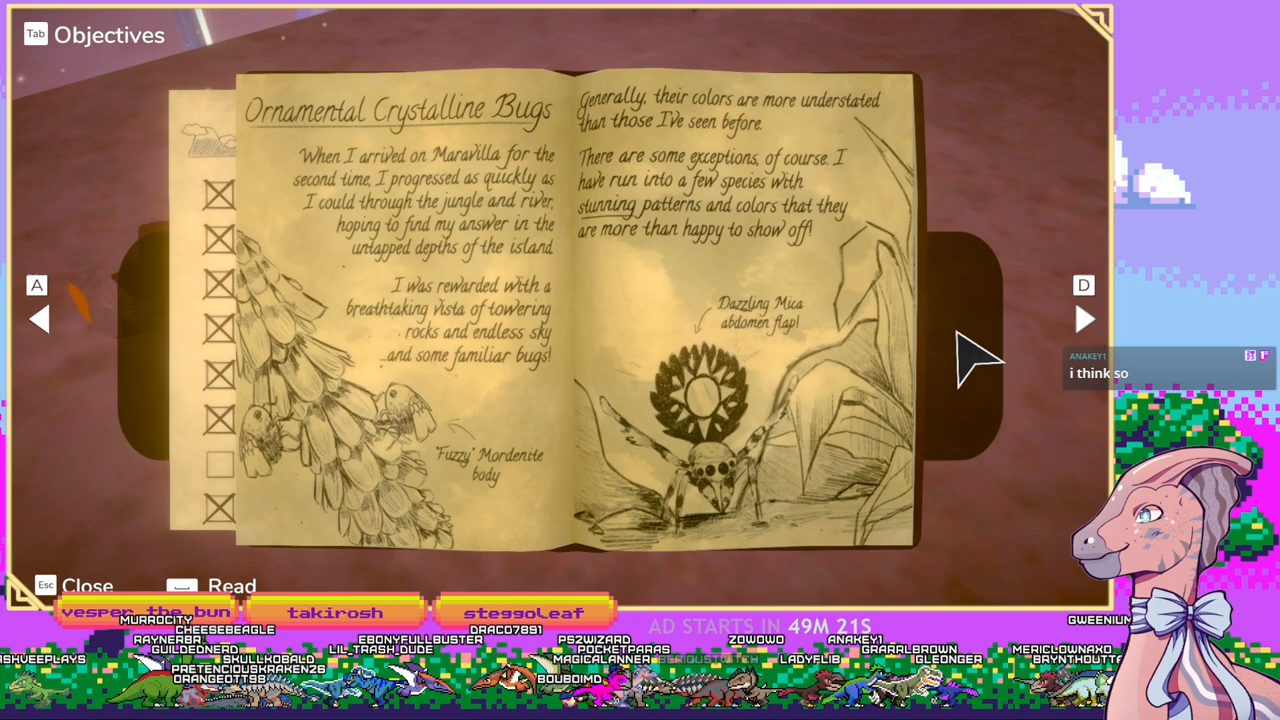 Tab Objectives
Ornamental Crystalline Bugs
When I arrived on Maravilla for the
second time, I progressed as quickly as
I could through the jungle and river,
hoping to find my answer in the
untapped depths of the island
I was rewarded with a
breathtaking vista of towering
rocks and endless sky
...and some familiar bugs!
"Fuzzy" Mordenite
body
Generally, their colors are more understated
than those I've seen before.
There are some exceptions, of course. I
have run into a few species with
stunning patterns and colors that they
are more than happy to show off!
Dazzling Mica
abdomen flap!
A
D
ANAKEY1
i think so
Esc Close
Read
vesper_the_bun
takirosh
steggoleaf
AD STARTS IN 49M 21S
GWEENIUM
MURROCITY
CHEESEBEAGLE
DRACO7891
RAYNERBR
EBONYFULLBUSTER
PS2WIZARD
ZOWOWO
ANAKEY1
GUILDEDNERD
LIL_TRASH_DUDE
POCKETPARAS
GRARRLBROWN
MERICLOWNAXO
SKULLKOBALD
MAGICALANNER
SERIOUSTWITCH
LADYFLIB
GLEONGER
BRYNTHOUTTA
PRETENCIOUSKRAKEN26
ORANGEOTT98
BOUBOIMD